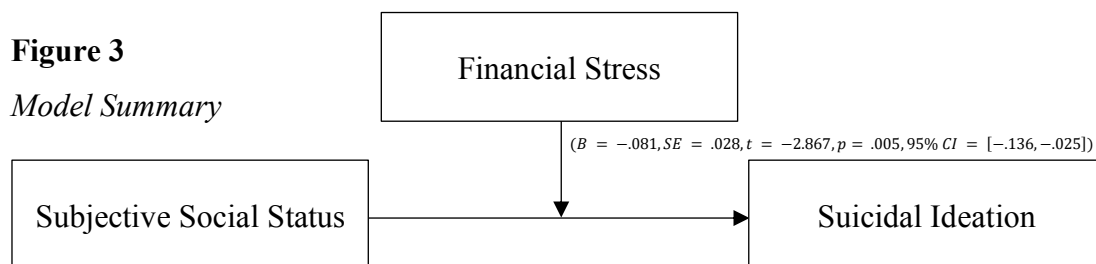 Figure 3
Model Summary
Financial Stress
(B = −.081, SE = .028, t = −2.867, p = .005, 95% CI = [−.136, −.025])
Subjective Social Status
Suicidal Ideation